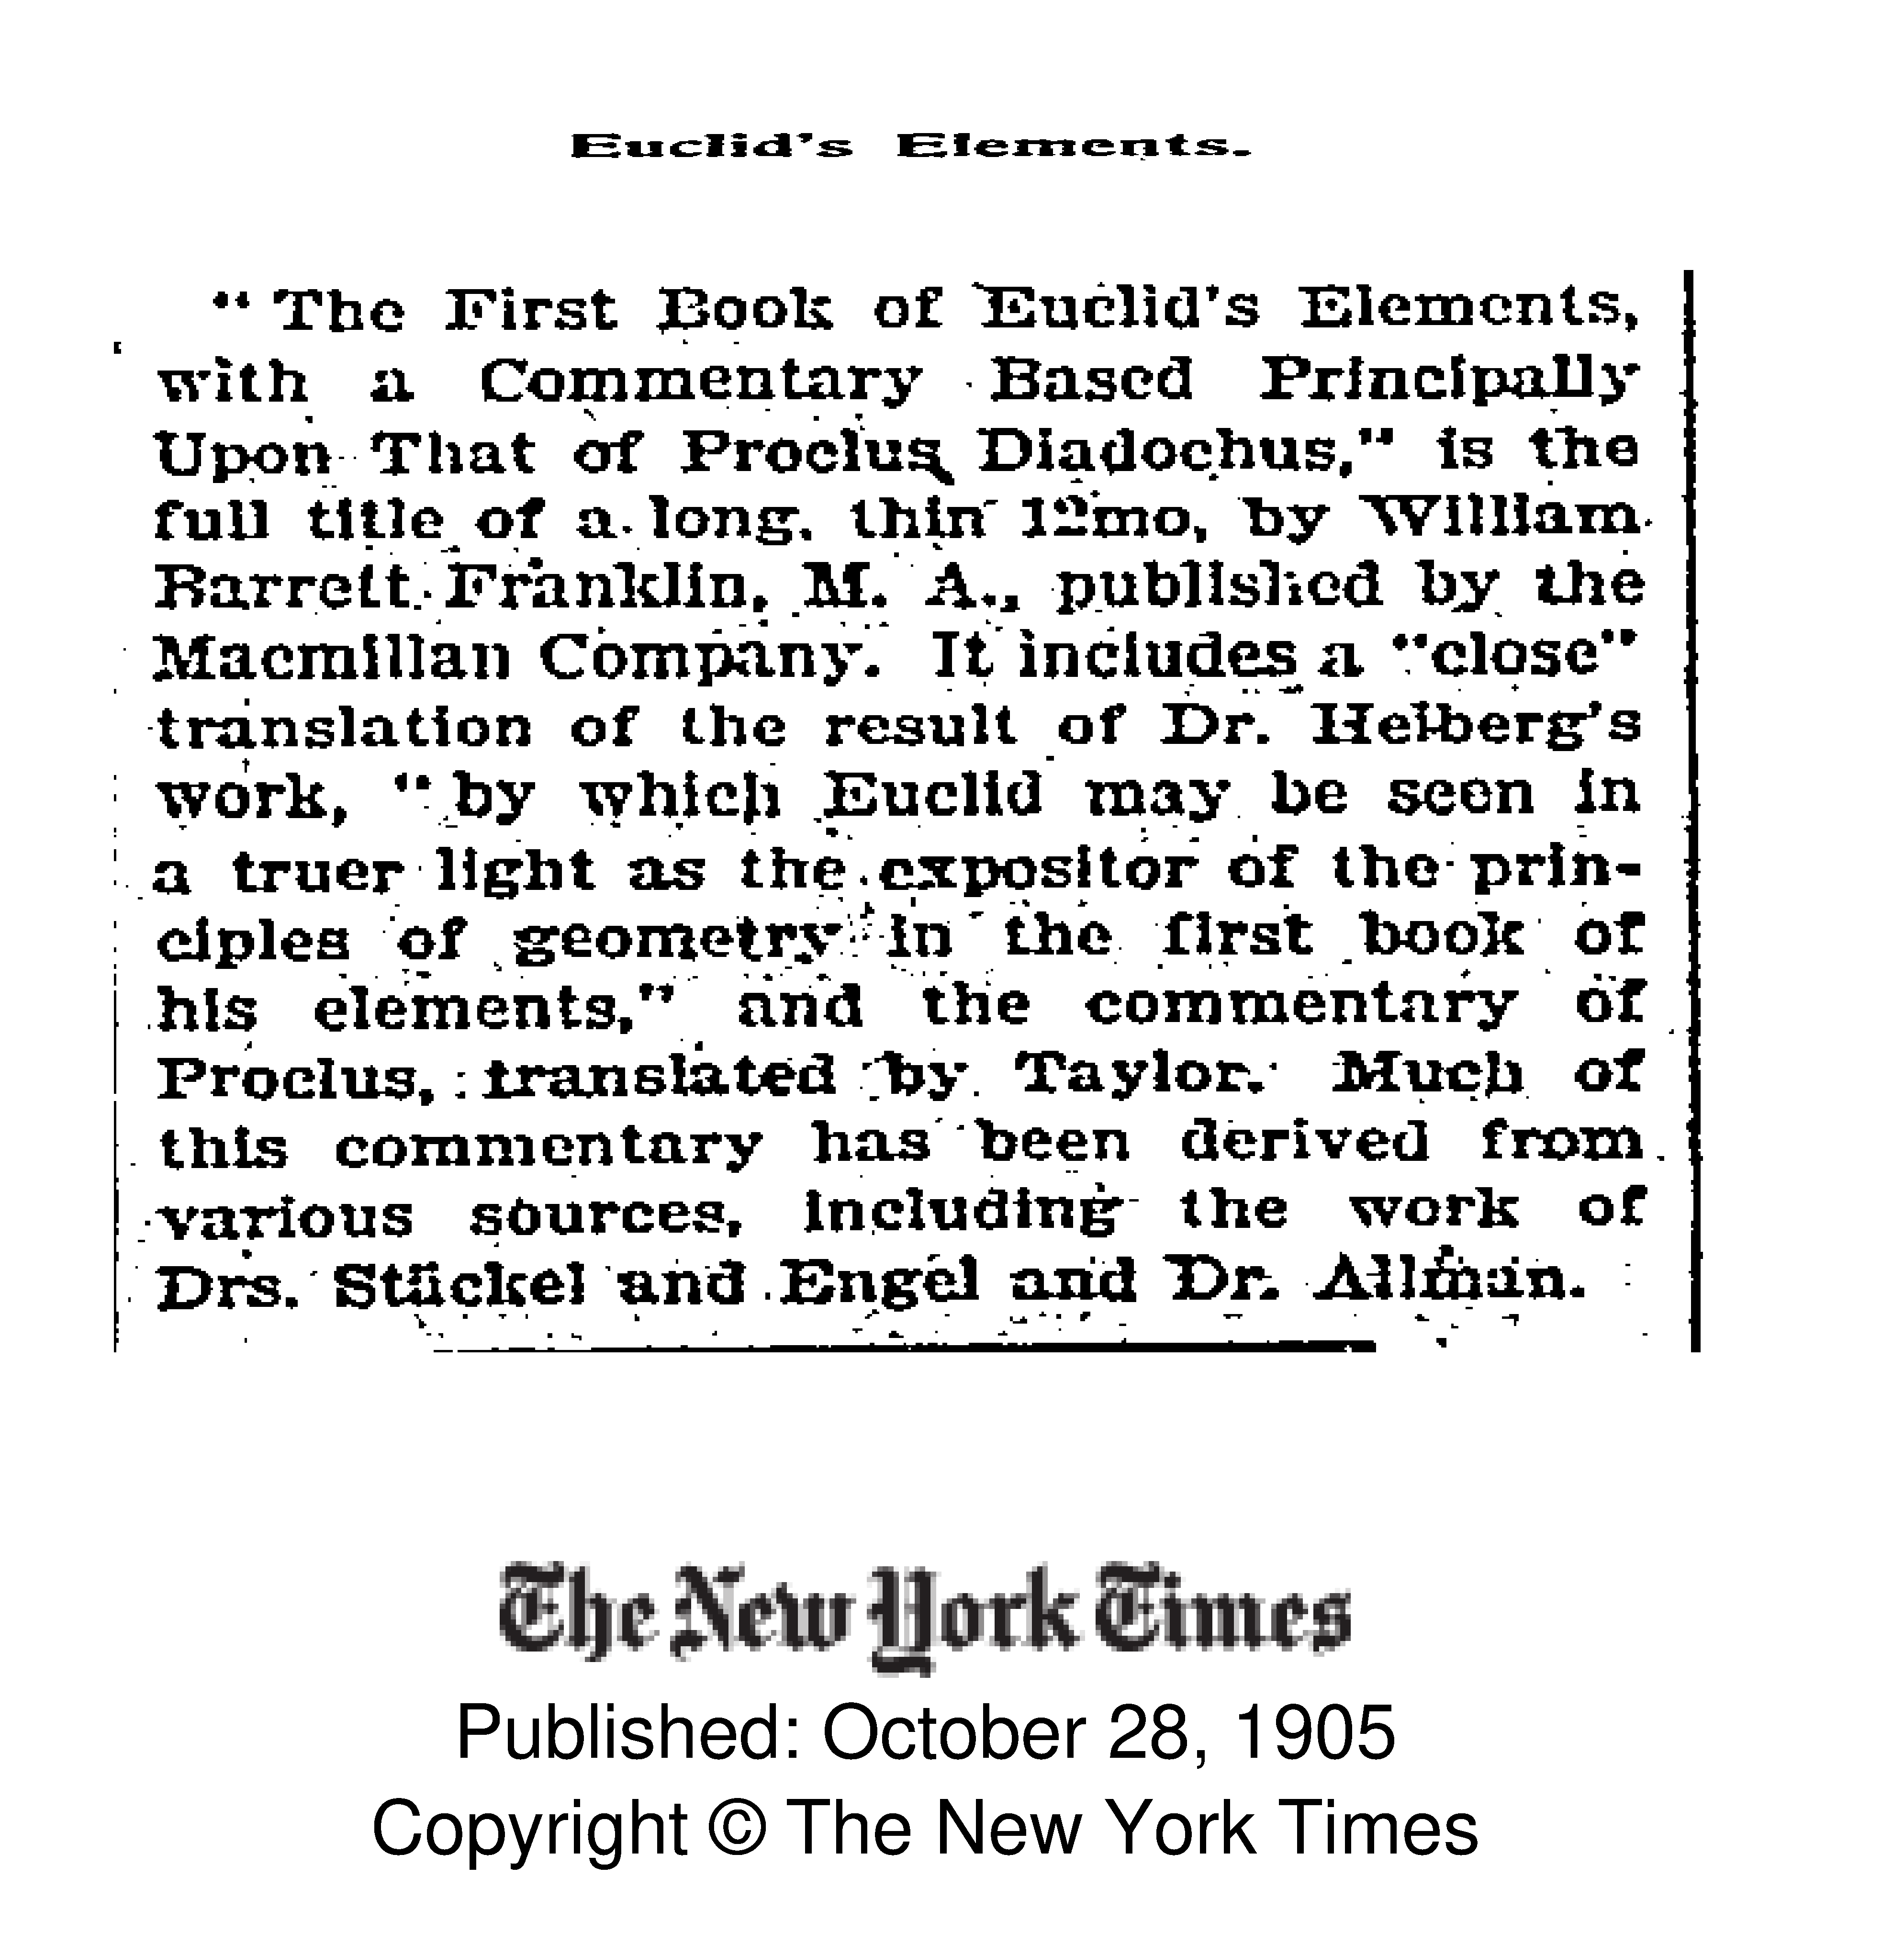 Euclid's Elements.
" The First Book of Euclid's Elements,
with a Commentary Based Principally
Upon That of Proclus Diadochus," is the
full title of a long, thin 12mo, by William
Barrett Franklin, M. A., published by the
Macmillan Company. It includes a "close"
translation of the result of Dr. Heiberg's
work, " by which Euclid may be seen in
a truer light as the expositor of the prin-
ciples of geometry in the first book of
his elements," and the commentary of
Proclus, translated by Taylor. Much of
this commentary has been derived from
various sources, including the work of
Drs. Stäckel and Engel and Dr. Allman.
The New York Times
Published: October 28, 1905
Copyright © The New York Times